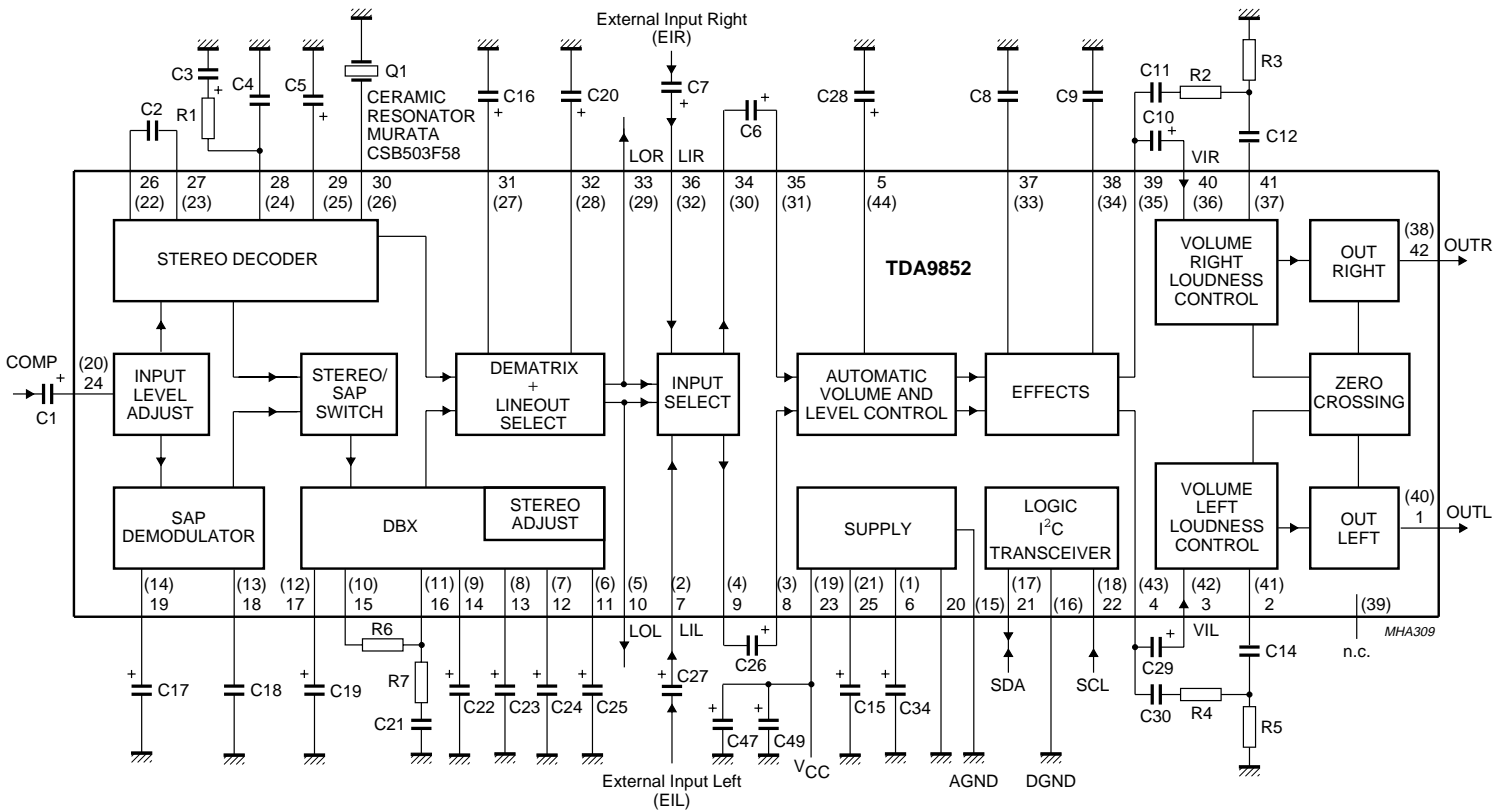 External Input Right
(EIR)
C3
C4
C5
Q1
C16
C20
C7
C28
C8
C9
C11
R2
R3
C2
R1
CERAMIC
RESONATOR
MURATA
CSB503F58
C6
C10
C12
+
+
+
+
+
+
+
+
LOR
LIR
VIR
26
27
28
29
30
31
32
33
36
34
35
5
37
38
39
40
41
(22)
(23)
(24)
(25)
(26)
(27)
(28)
(29)
(32)
(30)
(31)
(44)
(33)
(34)
(35)
(36)
(37)
STEREO DECODER
TDA9852
VOLUME
RIGHT
LOUDNESS
CONTROL
OUT
RIGHT
(38)
42
OUTR
COMP
+
C1
(20)
24
INPUT
LEVEL
ADJUST
STEREO/
SAP
SWITCH
DEMATRIX
+
LINEOUT
SELECT
INPUT
SELECT
AUTOMATIC
VOLUME AND
LEVEL CONTROL
EFFECTS
ZERO
CROSSING
SAP
DEMODULATOR
DBX
STEREO
ADJUST
SUPPLY
LOGIC
I2C
TRANSCEIVER
VOLUME
LEFT
LOUDNESS
CONTROL
OUT
LEFT
(40)
1
OUTL
(14)
(13)
(12)
(10)
(11)
(9)
(8)
(7)
(6)
(5)
(2)
(4)
(3)
(19)
(21)
(1)
(15)
(17)
(16)
(18)
(43)
(42)
(41)
(39)
19
18
17
15
16
14
13
12
11
10
7
9
8
23
25
6
20
21
22
4
3
2
MHA309
LOL
LIL
VIL
n.c.
R6
R7
C21
C17
C18
C19
C22
C23
C24
C25
C27
C26
C47
C49
C15
C34
SDA
SCL
C29
C30
R4
C14
R5
+
+
+
+
+
+
+
+
+
+
+
+
+
VCC
AGND
DGND
External Input Left
(EIL)